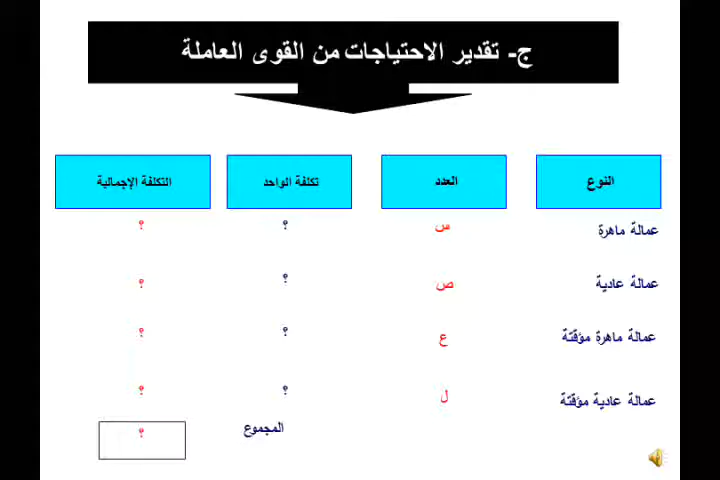 ج- تقدير الاحتياجات من القوى العاملة
النوع العدد تكلفة الواحد التكلفة الإجمالية
عمالة ماهرة س ؟ ؟
عمالة عادية ص ؟ ؟
عمالة ماهرة مؤقتة ع ؟ ؟
عمالة عادية مؤقتة ل ؟ ؟
المجموع ؟